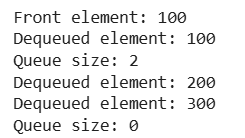 Front element: 100
Dequeued element: 100
Queue size: 2
Dequeued element: 200
Dequeued element: 300
Queue size: 0